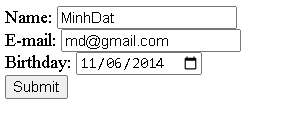 Name: MinhDat
E-mail: md@gmail.com
Birthday: 11/06/2014
Submit